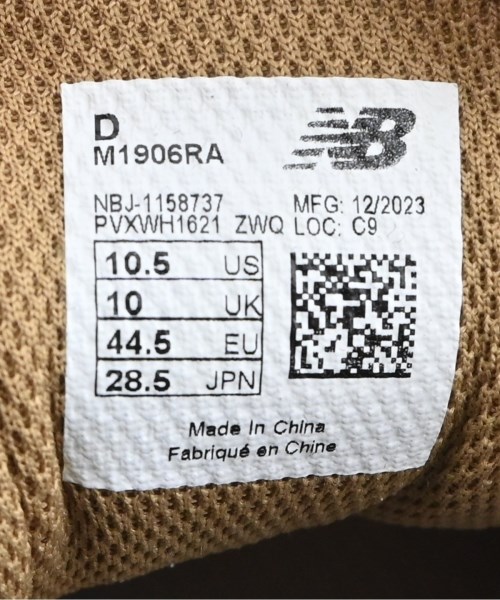 D
M1906RA
NB
NBJ-1158737 MFG: 12/2023
PVXWH1621 ZWQ LOC: C9
10.5 US
10 UK
44.5 EU
28.5 JPN
Made In China
Fabriqué en Chine